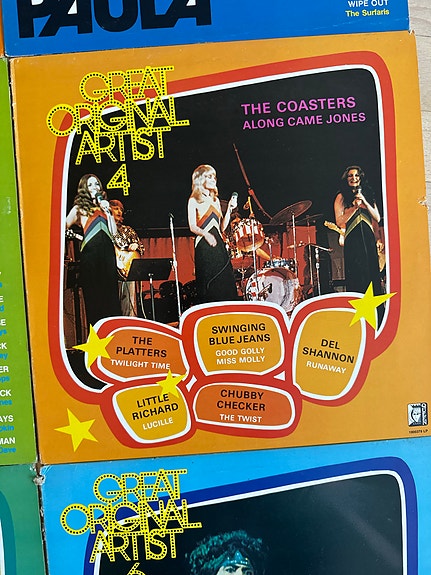 PAULA
WIPE OUT
The Surfaris
GREAT
ORIGINAL
ARTIST
4
THE COASTERS
ALONG CAME JONES
THE
PLATTERS
TWILIGHT TIME
SWINGING
BLUE JEANS
GOOD GOLLY
MISS MOLLY
DEL
SHANNON
RUNAWAY
LITTLE
RICHARD
LUCILLE
CHUBBY
CHECKER
THE TWIST
GREAT
ORIGINAL
ARTIST
6